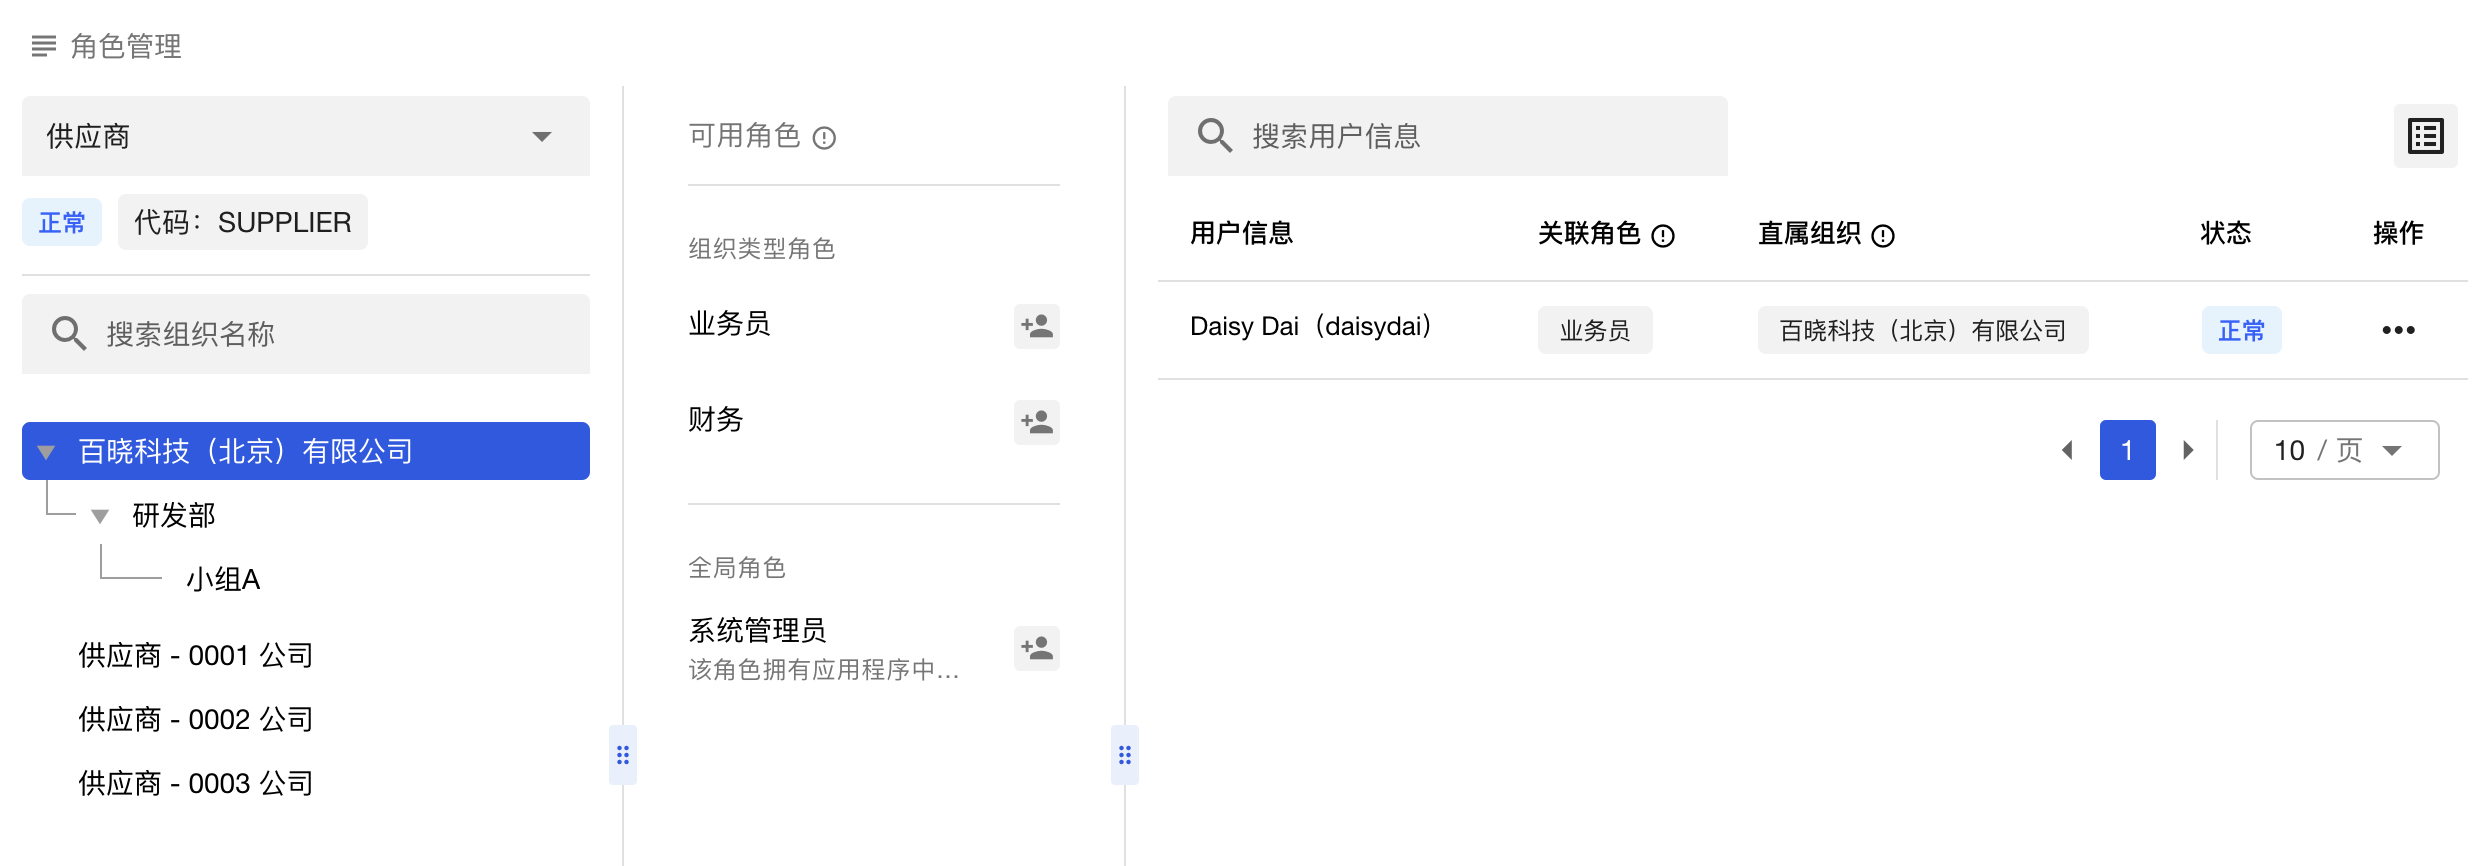 角色管理
供应商
正常
代码：SUPPLIER
搜索组织名称
百晓科技（北京）有限公司
研发部
小组A
供应商 - 0001 公司
供应商 - 0002 公司
供应商 - 0003 公司
可用角色
组织类型角色
业务员
财务
全局角色
系统管理员
该角色拥有应用程序中...
搜索用户信息
用户信息 关联角色 直属组织 状态 操作
Daisy Dai（daisydai） 业务员 百晓科技（北京）有限公司 正常 •••
1 10 / 页